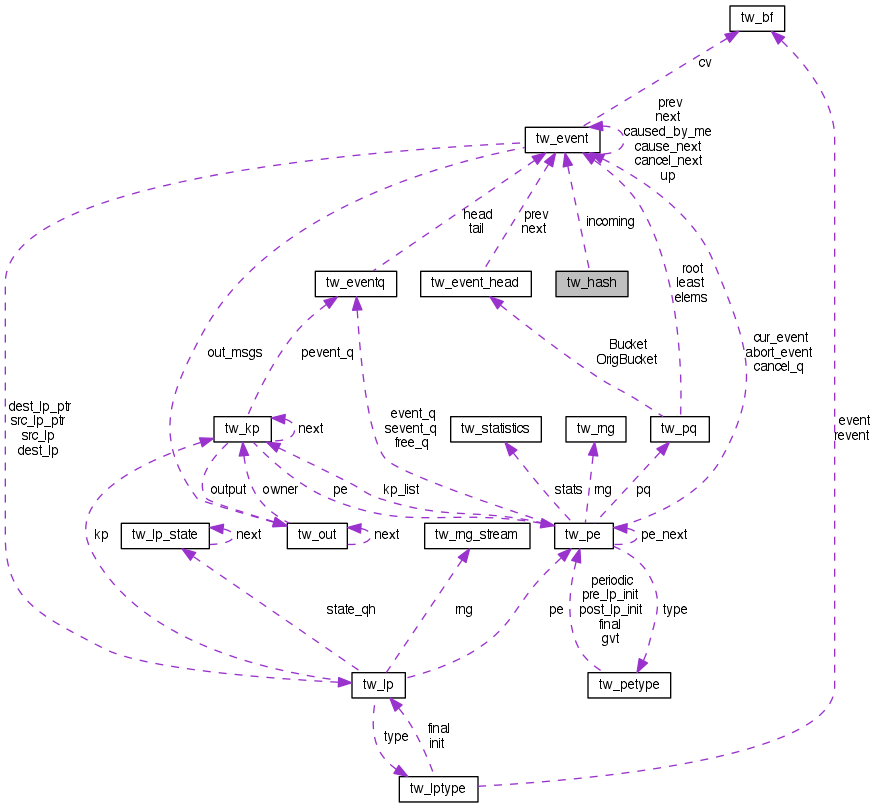 tw_bf
cv
prev
next
caused_by_me
cause_next
cancel_next
up
tw_event
head
tail
prev
next
incoming
tw_eventq
tw_event_head
tw_hash
root
least
elems
out_msgs
pevent_q
Bucket
OrigBucket
cur_event
abort_event
cancel_q
dest_lp_ptr
src_lp_ptr
src_lp
dest_lp
tw_kp
next
event_q
sevent_q
free_q
tw_statistics
tw_rng
tw_pq
event
revent
output
owner
pe
kp_list
stats
rng
pq
kp
tw_lp_state
next
tw_out
next
tw_rng_stream
tw_pe
pe_next
state_qh
rng
pe
periodic
pre_lp_init
post_lp_init
final
gvt
type
tw_lp
tw_petype
type
final
init
tw_lptype